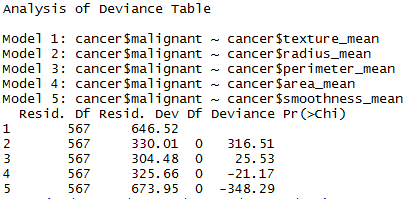 Analysis of Deviance Table
Model 1: cancer$malignant ~ cancer$texture_mean
Model 2: cancer$malignant ~ cancer$radius_mean
Model 3: cancer$malignant ~ cancer$perimeter_mean
Model 4: cancer$malignant ~ cancer$area_mean
Model 5: cancer$malignant ~ cancer$smoothness_mean
  Resid. Df Resid. Dev Df Deviance Pr(>Chi)
1       567     646.52
2       567     330.01  0   316.51
3       567     304.48  0    25.53
4       567     325.66  0   -21.17
5       567     673.95  0  -348.29